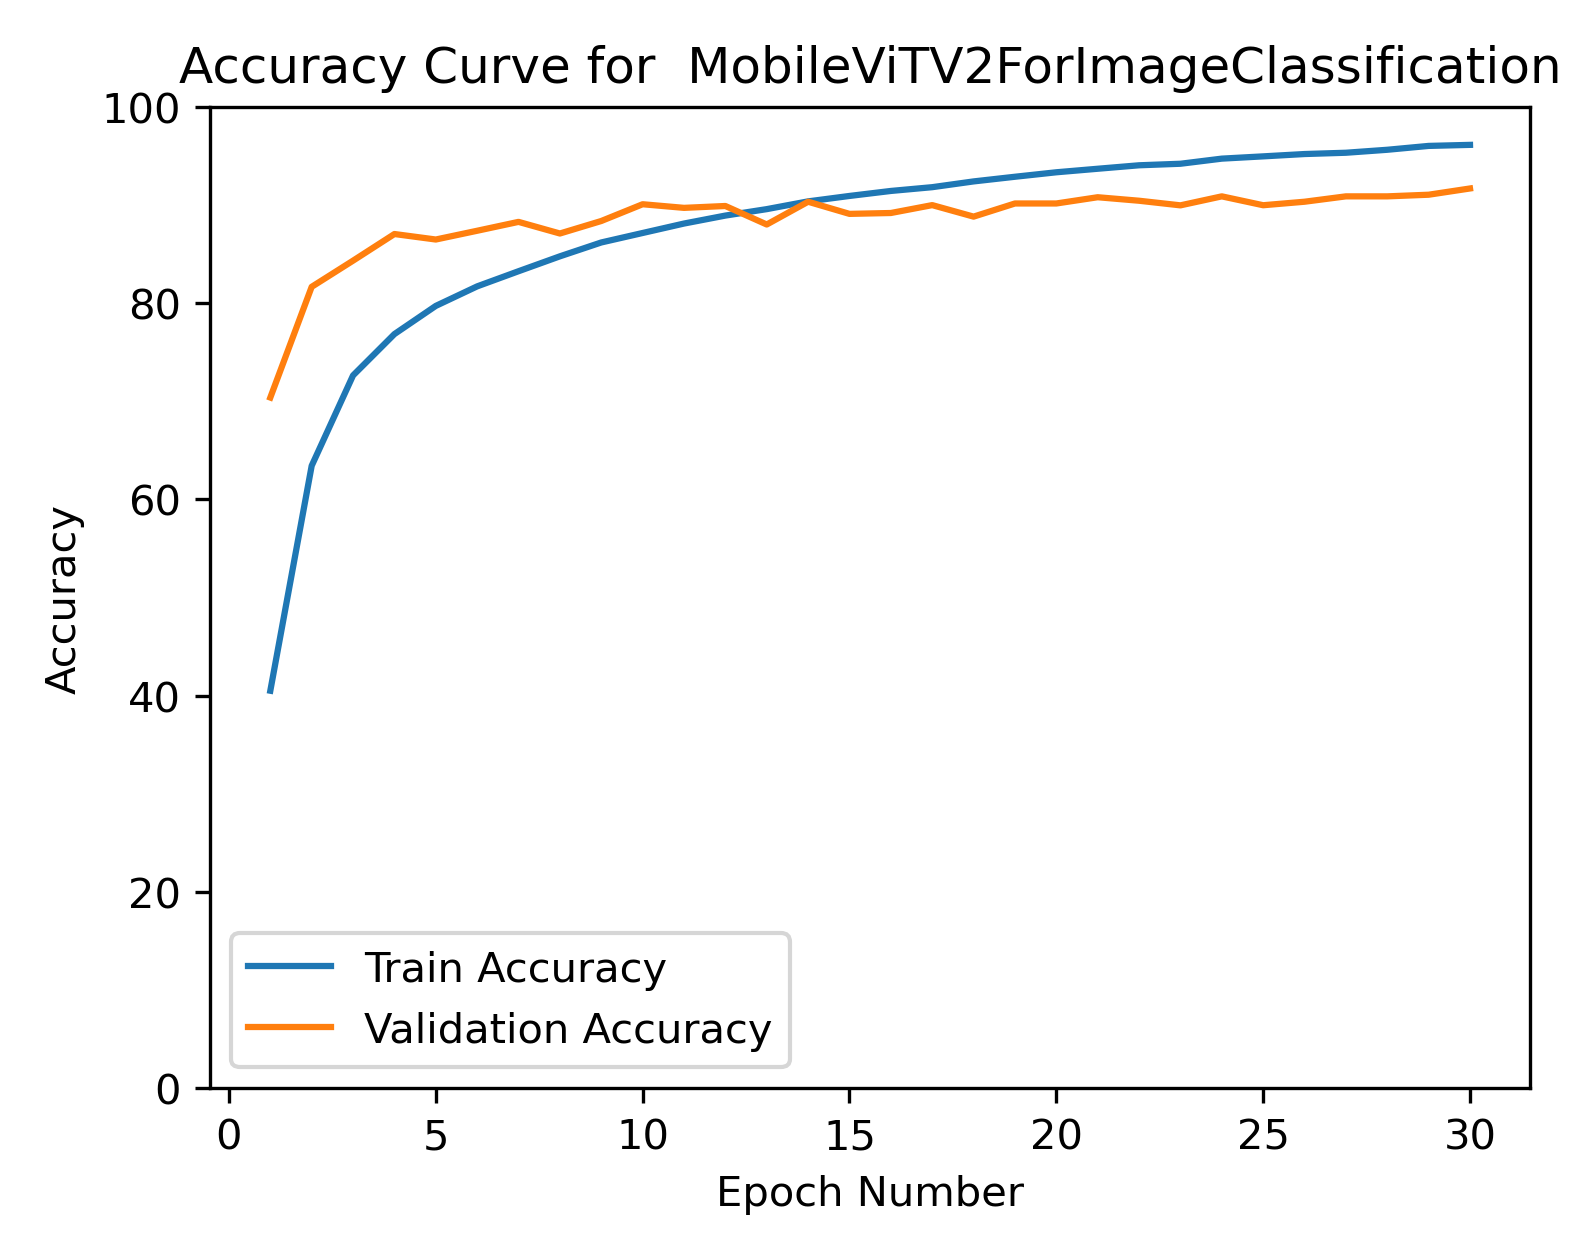 Accuracy Curve for  MobileViTV2ForImageClassification
100
80
60
40
20
0
Accuracy
Train Accuracy
Validation Accuracy
0 5 10 15 20 25 30
Epoch Number